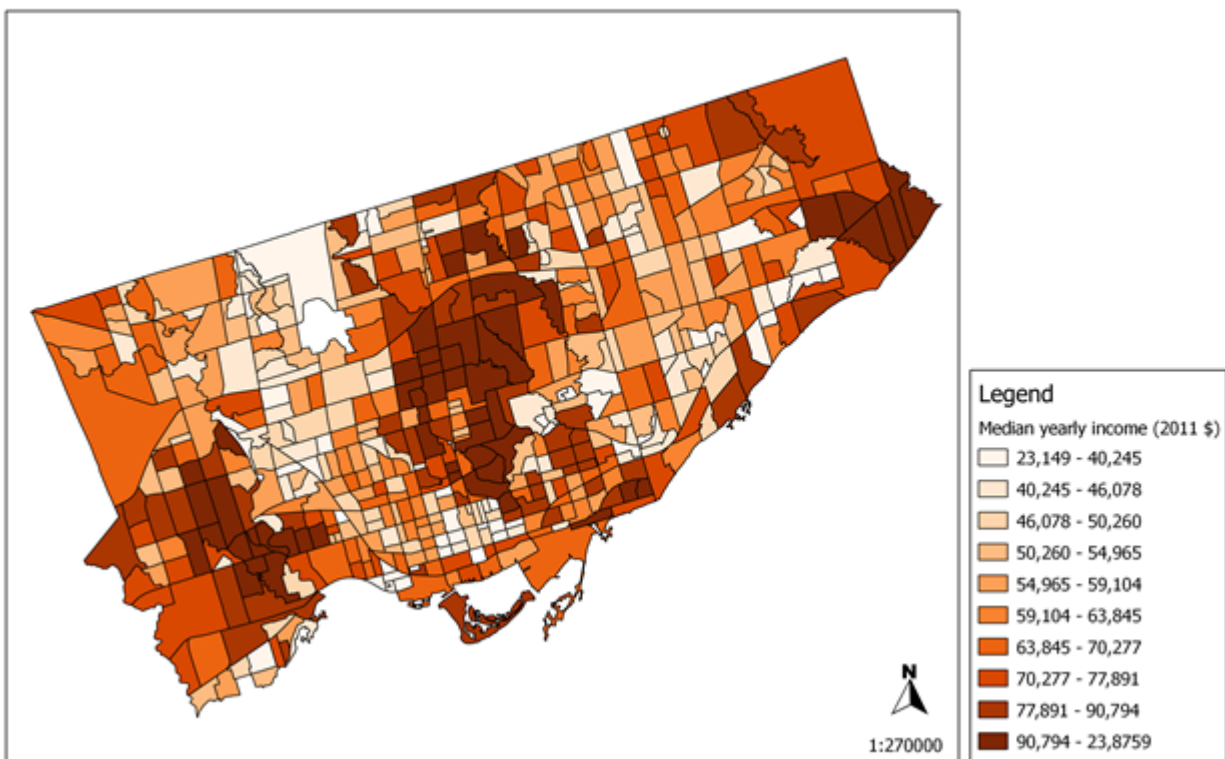 N
1:270000
Legend
Median yearly income (2011 $)
23,149 - 40,245
40,245 - 46,078
46,078 - 50,260
50,260 - 54,965
54,965 - 59,104
59,104 - 63,845
63,845 - 70,277
70,277 - 77,891
77,891 - 90,794
90,794 - 23,8759